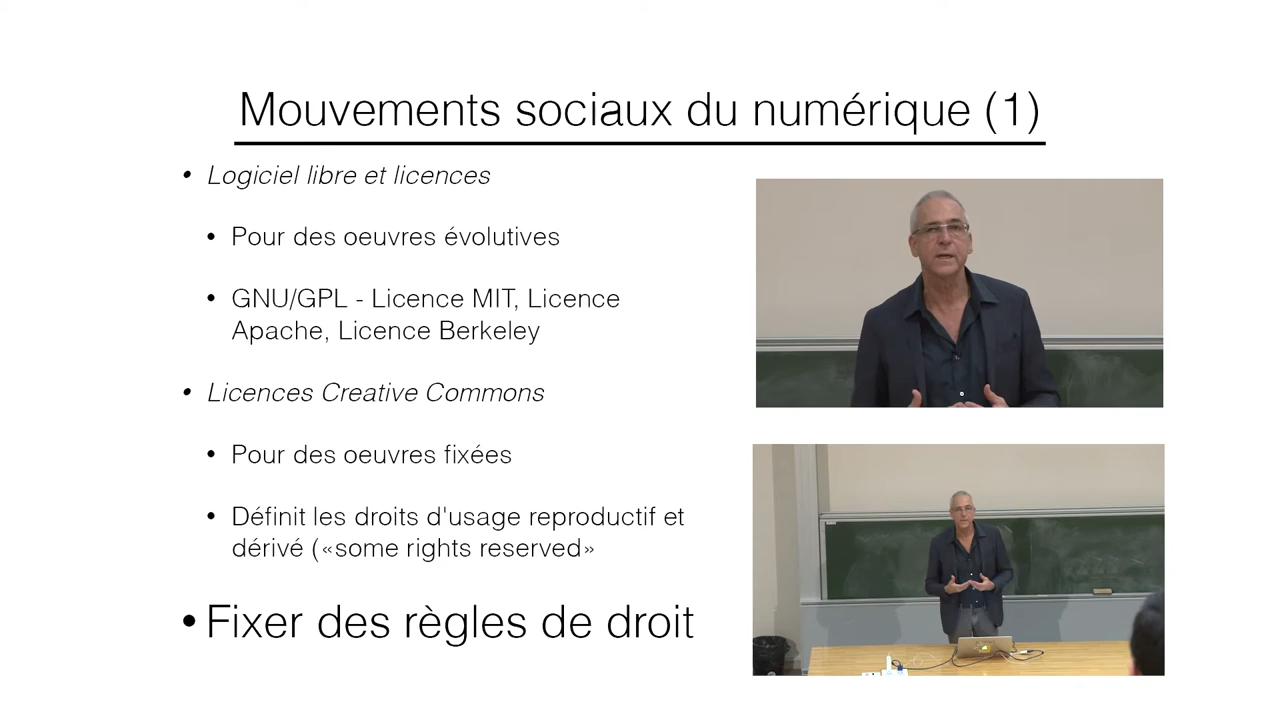 Mouvements sociaux du numérique (1)
• Logiciel libre et licences
• Pour des oeuvres évolutives
• GNU/GPL - Licence MIT, Licence
Apache, Licence Berkeley
• Licences Creative Commons
• Pour des oeuvres fixées
• Définit les droits d'usage reproductif et
dérivé («some rights reserved»
• Fixer des règles de droit